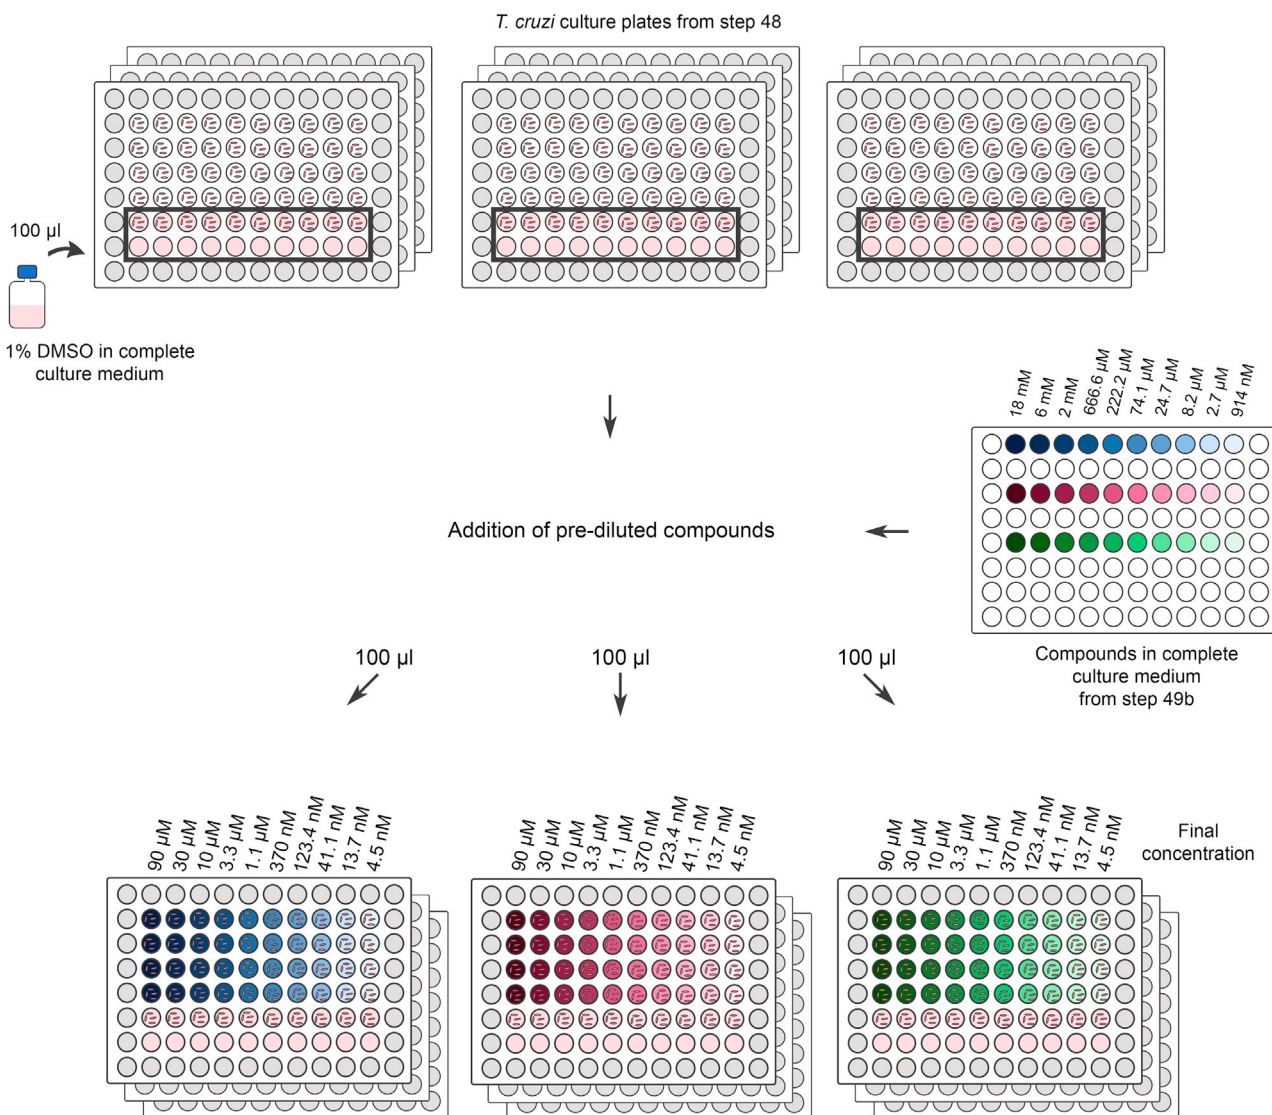 T. cruzi culture plates from step 48
100 µl
1% DMSO in complete
culture medium
18 mM
6 mM
2 mM
666.6 µM
222.2 µM
74.1 µM
24.7 µM
8.2 µM
2.7 µM
914 nM
Addition of pre-diluted compounds
Compounds in complete
culture medium
from step 49b
100 µl
100 µl
100 µl
90 µM
30 µM
10 µM
3.3 µM
1.1 µM
370 nM
123.4 nM
41.1 nM
13.7 nM
4.5 nM
90 µM
30 µM
10 µM
3.3 µM
1.1 µM
370 nM
123.4 nM
41.1 nM
13.7 nM
4.5 nM
90 µM
30 µM
10 µM
3.3 µM
1.1 µM
370 nM
123.4 nM
41.1 nM
13.7 nM
4.5 nM
Final
concentration